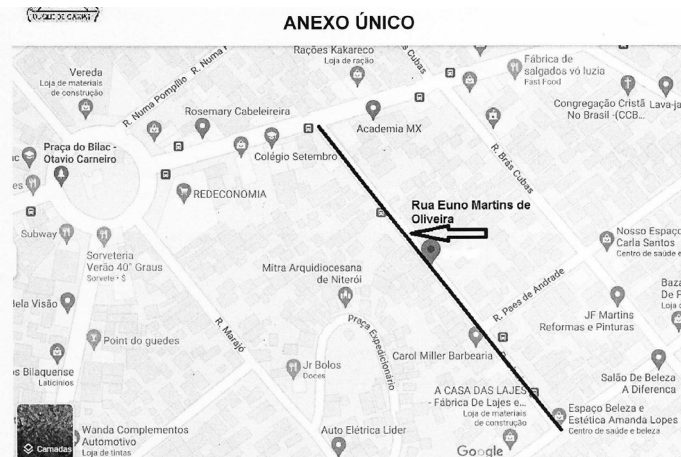 DUQUE DE CAXIAS
ANEXO ÚNICO
Rações Kakareco
Loja de ração
R. Numa Pompílio
R. Numa
Cubas
Fábrica de
salgados vó luzia
Fast Food
Vereda
Loja de materiais
de construção
Rosemary Cabeleireira
Academia MX
Congregação Cristã
No Brasil -(CCB...
Lava-ja
Praça do Bilac -
Otavio Carneiro
Colégio Setembro
R. Brás Cubas
REDECONOMIA
Rua Euno Martins de
Oliveira
Subway
Sorveteria
Verão 40° Graus
Sorvete • $
Nosso Espaço
Carla Santos
Centro de saúde e
Mitra Arquidiocesana
de Niterói
R. Paes de Andrade
Bela Visão
R. Marajó
Praça Expedicionário
JF Martins
Reformas e Pinturas
Point do guedes
Carol Miller Barbearia
os Bilaquense
Laticínios
Jr Bolos
Doces
Salão De Beleza
A Diferenca
A CASA DAS LAJES
- Fábrica De Lajes e...
Loja de materiais
de construção
Espaço Beleza e
Estética Amanda Lopes
Centro de saúde e beleza
Camadas
Wanda Complementos
Automotivo
Loja de tintas
Auto Elétrica Lider
Google